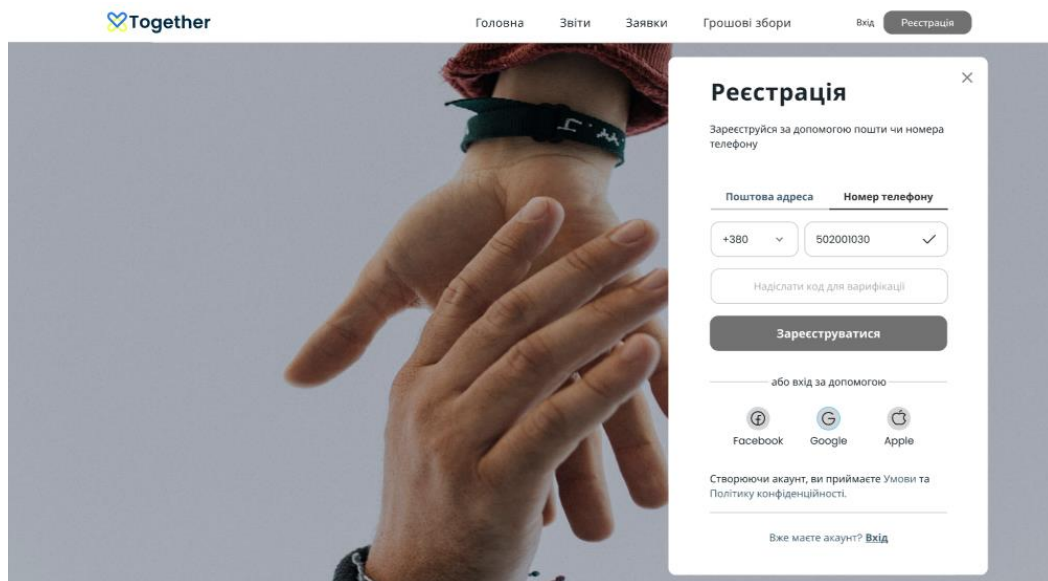 Together
Головна Звіти Заявки Грошові збори Вхід Реєстрація
Реєстрація
Зареєструйся за допомогою пошти чи номера
телефону
Поштова адреса Номер телефону
+380 502001030
Надіслати код для варифікації
Зареєструватися
або вхід за допомогою
Facebook Google Apple
Створюючи акаунт, ви приймаєте Умови та
Політику конфіденційності.
Вже маєте акаунт? Вхід